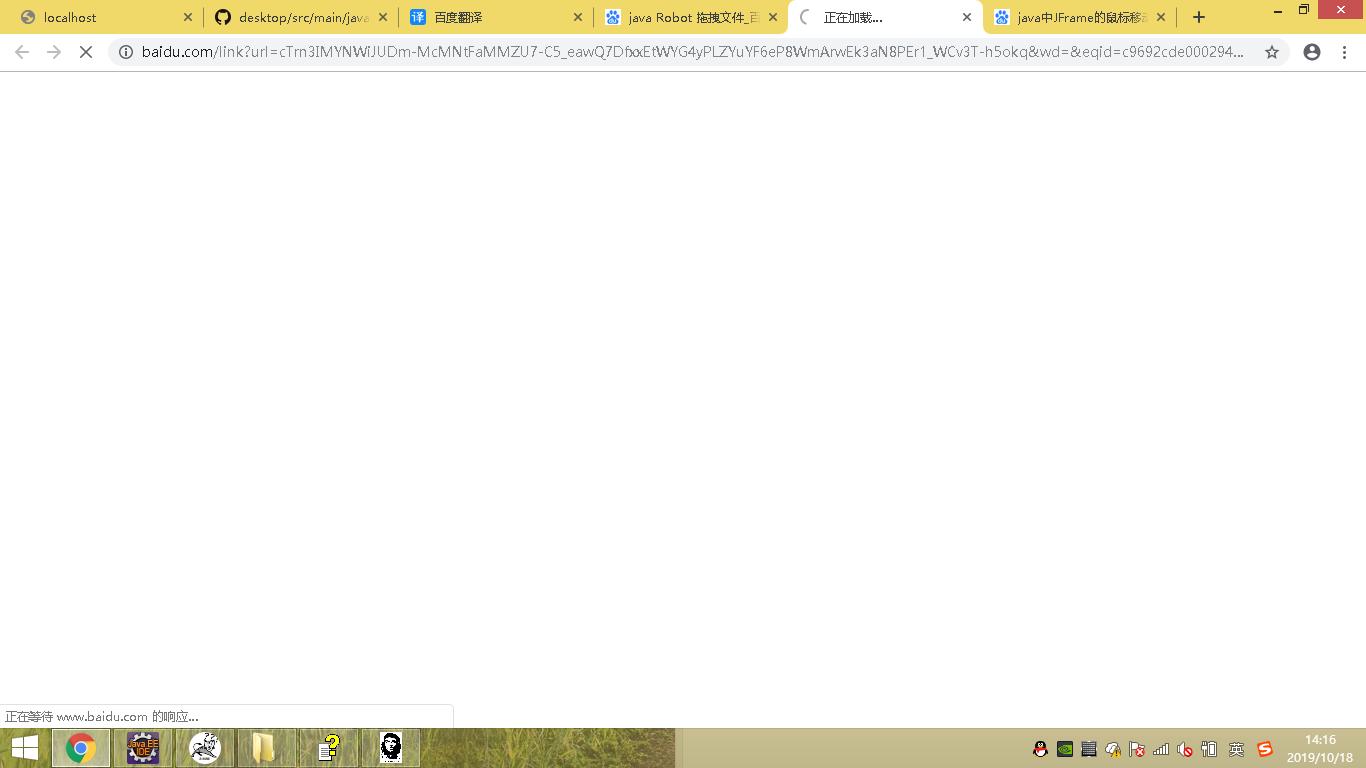 localhost
desktop/src/main/java
百度翻译
java Robot 拖拽文件_百
正在加载...
java中JFrame的鼠标移动
baidu.com/link?url=cTrn3IMYNWiJUDm-McMNtFaMMZU7-C5_eawQ7DfxxEtWYG4yPLZYuYF6eP8WmArwEk3aN8PEr1_WCv3T-h5okq&wd=&eqid=c9692cde000294...
正在等待 www.baidu.com 的响应...
Java EE
IDE
英
14:16
2019/10/18